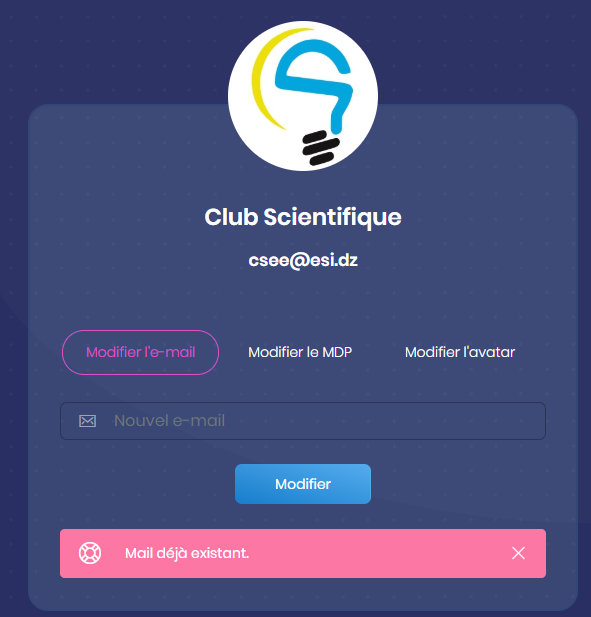 Club Scientifique
csee@esi.dz
Modifier l'e-mail Modifier le MDP Modifier l'avatar
Nouvel e-mail
Modifier
Mail déjà existant.